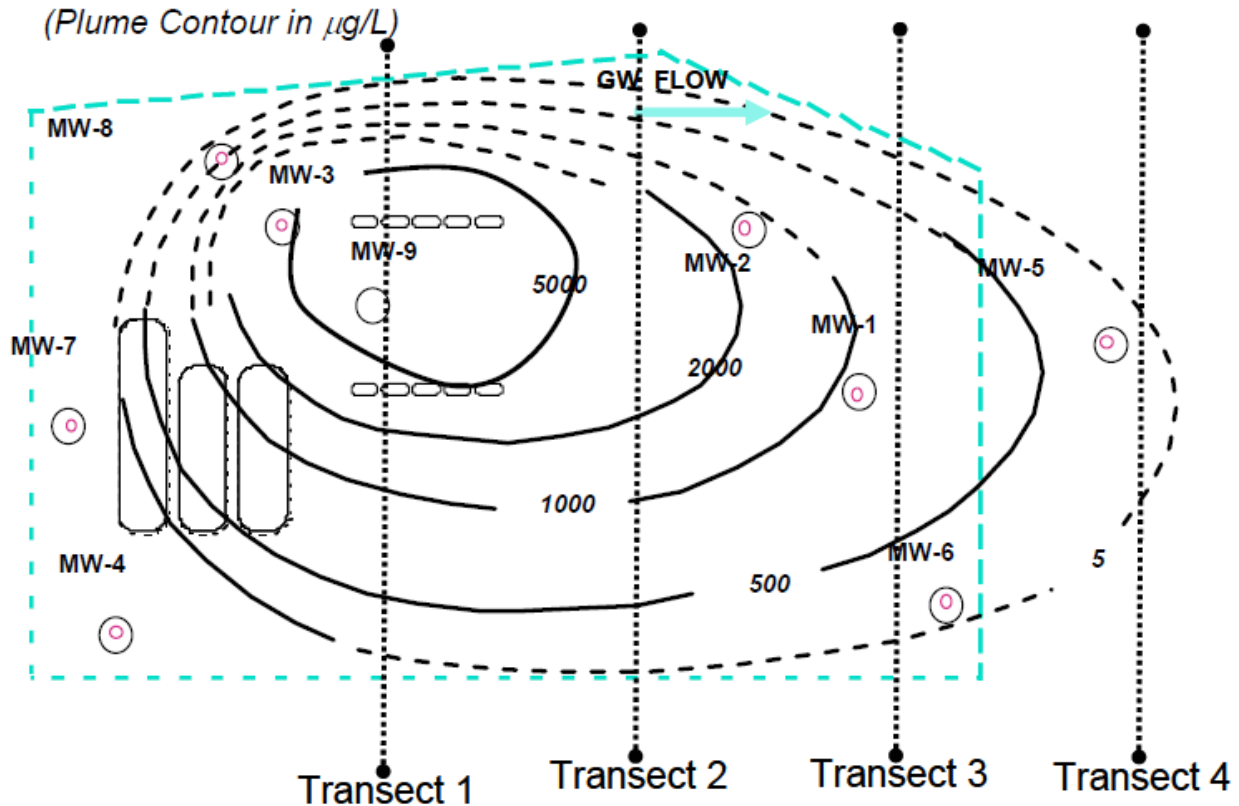 (Plume Contour in μg/L)
GW FLOW
MW-8
MW-3
MW-9
MW-2
MW-5
5000
MW-1
MW-7
2000
1000
MW-6
MW-4
500
5
Transect 1
Transect 2
Transect 3
Transect 4